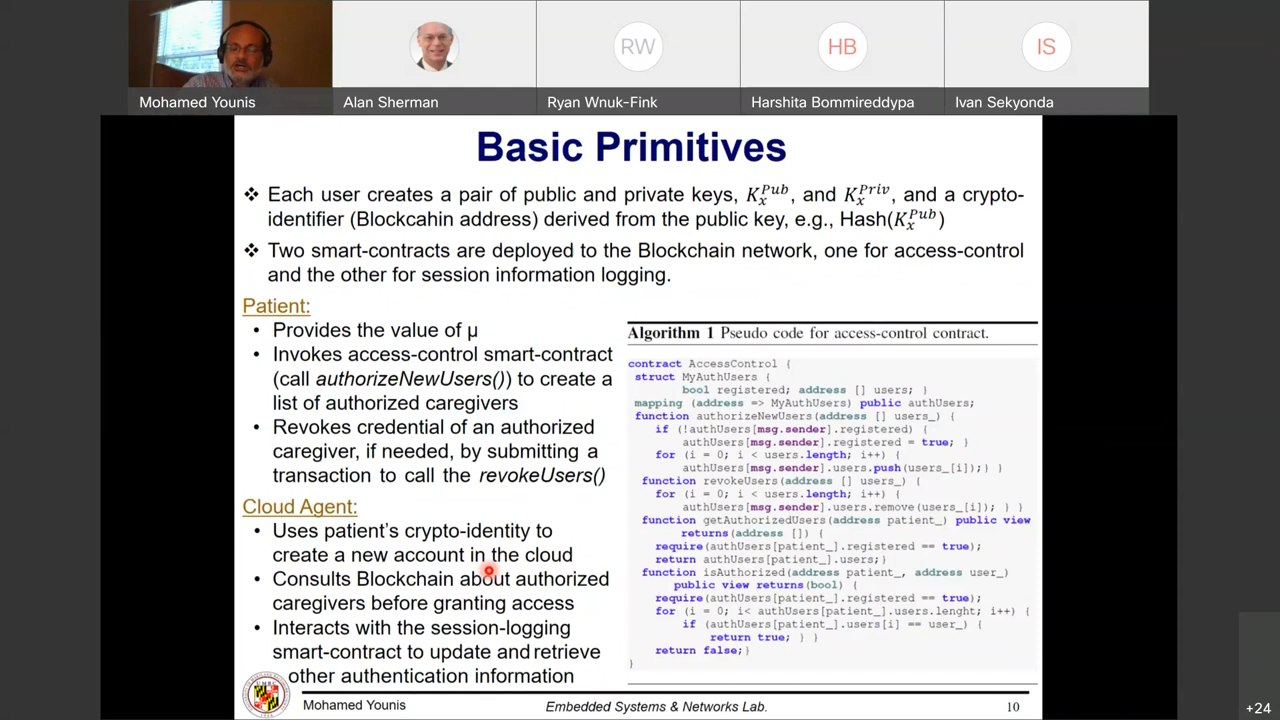 RW
HB
IS
Mohamed Younis
Alan Sherman
Ryan Wnuk-Fink
Harshita Bommireddypa
Ivan Sekyonda
Basic Primitives
❖ Each user creates a pair of public and private keys, K_x^Pub, and K_x^Priv, and a crypto-
identifier (Blockcahin address) derived from the public key, e.g., Hash(K_x^Pub)
❖ Two smart-contracts are deployed to the Blockchain network, one for access-control
and the other for session information logging.
Patient:
• Provides the value of μ
• Invokes access-control smart-contract
(call authorizeNewUsers()) to create a
list of authorized caregivers
• Revokes credential of an authorized
caregiver, if needed, by submitting a
transaction to call the revokeUsers()
Cloud Agent:
• Uses patient's crypto-identity to
create a new account in the cloud
• Consults Blockchain about authorized
caregivers before granting access
• Interacts with the session-logging
smart-contract to update and retrieve
other authentication information
Algorithm 1 Pseudo code for access-control contract.
contract AccessControl {
struct MyAuthUsers {
bool registered; address [] users; }
mapping (address => MyAuthUsers) public authUsers;
function authorizeNewUsers(address [] users_) {
if (!authUsers[msg.sender].registered) {
authUsers[msg.sender].registered = true; }
for (i = 0; i < users.length; i++) {
authUsers[msg.sender].users.push(users_[i]);} }
function revokeUsers(address [] users_) {
for (i = 0; i < users.length; i++) {
authUsers[msg.sender].users.remove(users_[i]); } }
function getAuthorizedUsers(address patient_) public view
returns(address []) {
require(authUsers[patient_].registered == true);
return authUsers[patient_].users;}
function isAuthorized(address patient_, address user_)
public view returns(bool) {
require(authUsers[patient_].registered == true);
for (i = 0; i< authUsers[patient_].users.lenght; i++) {
if (authUsers[patient_].users[i] == user_) {
return true; } }
return false;}
}
Mohamed Younis
Embedded Systems & Networks Lab.
10
+24